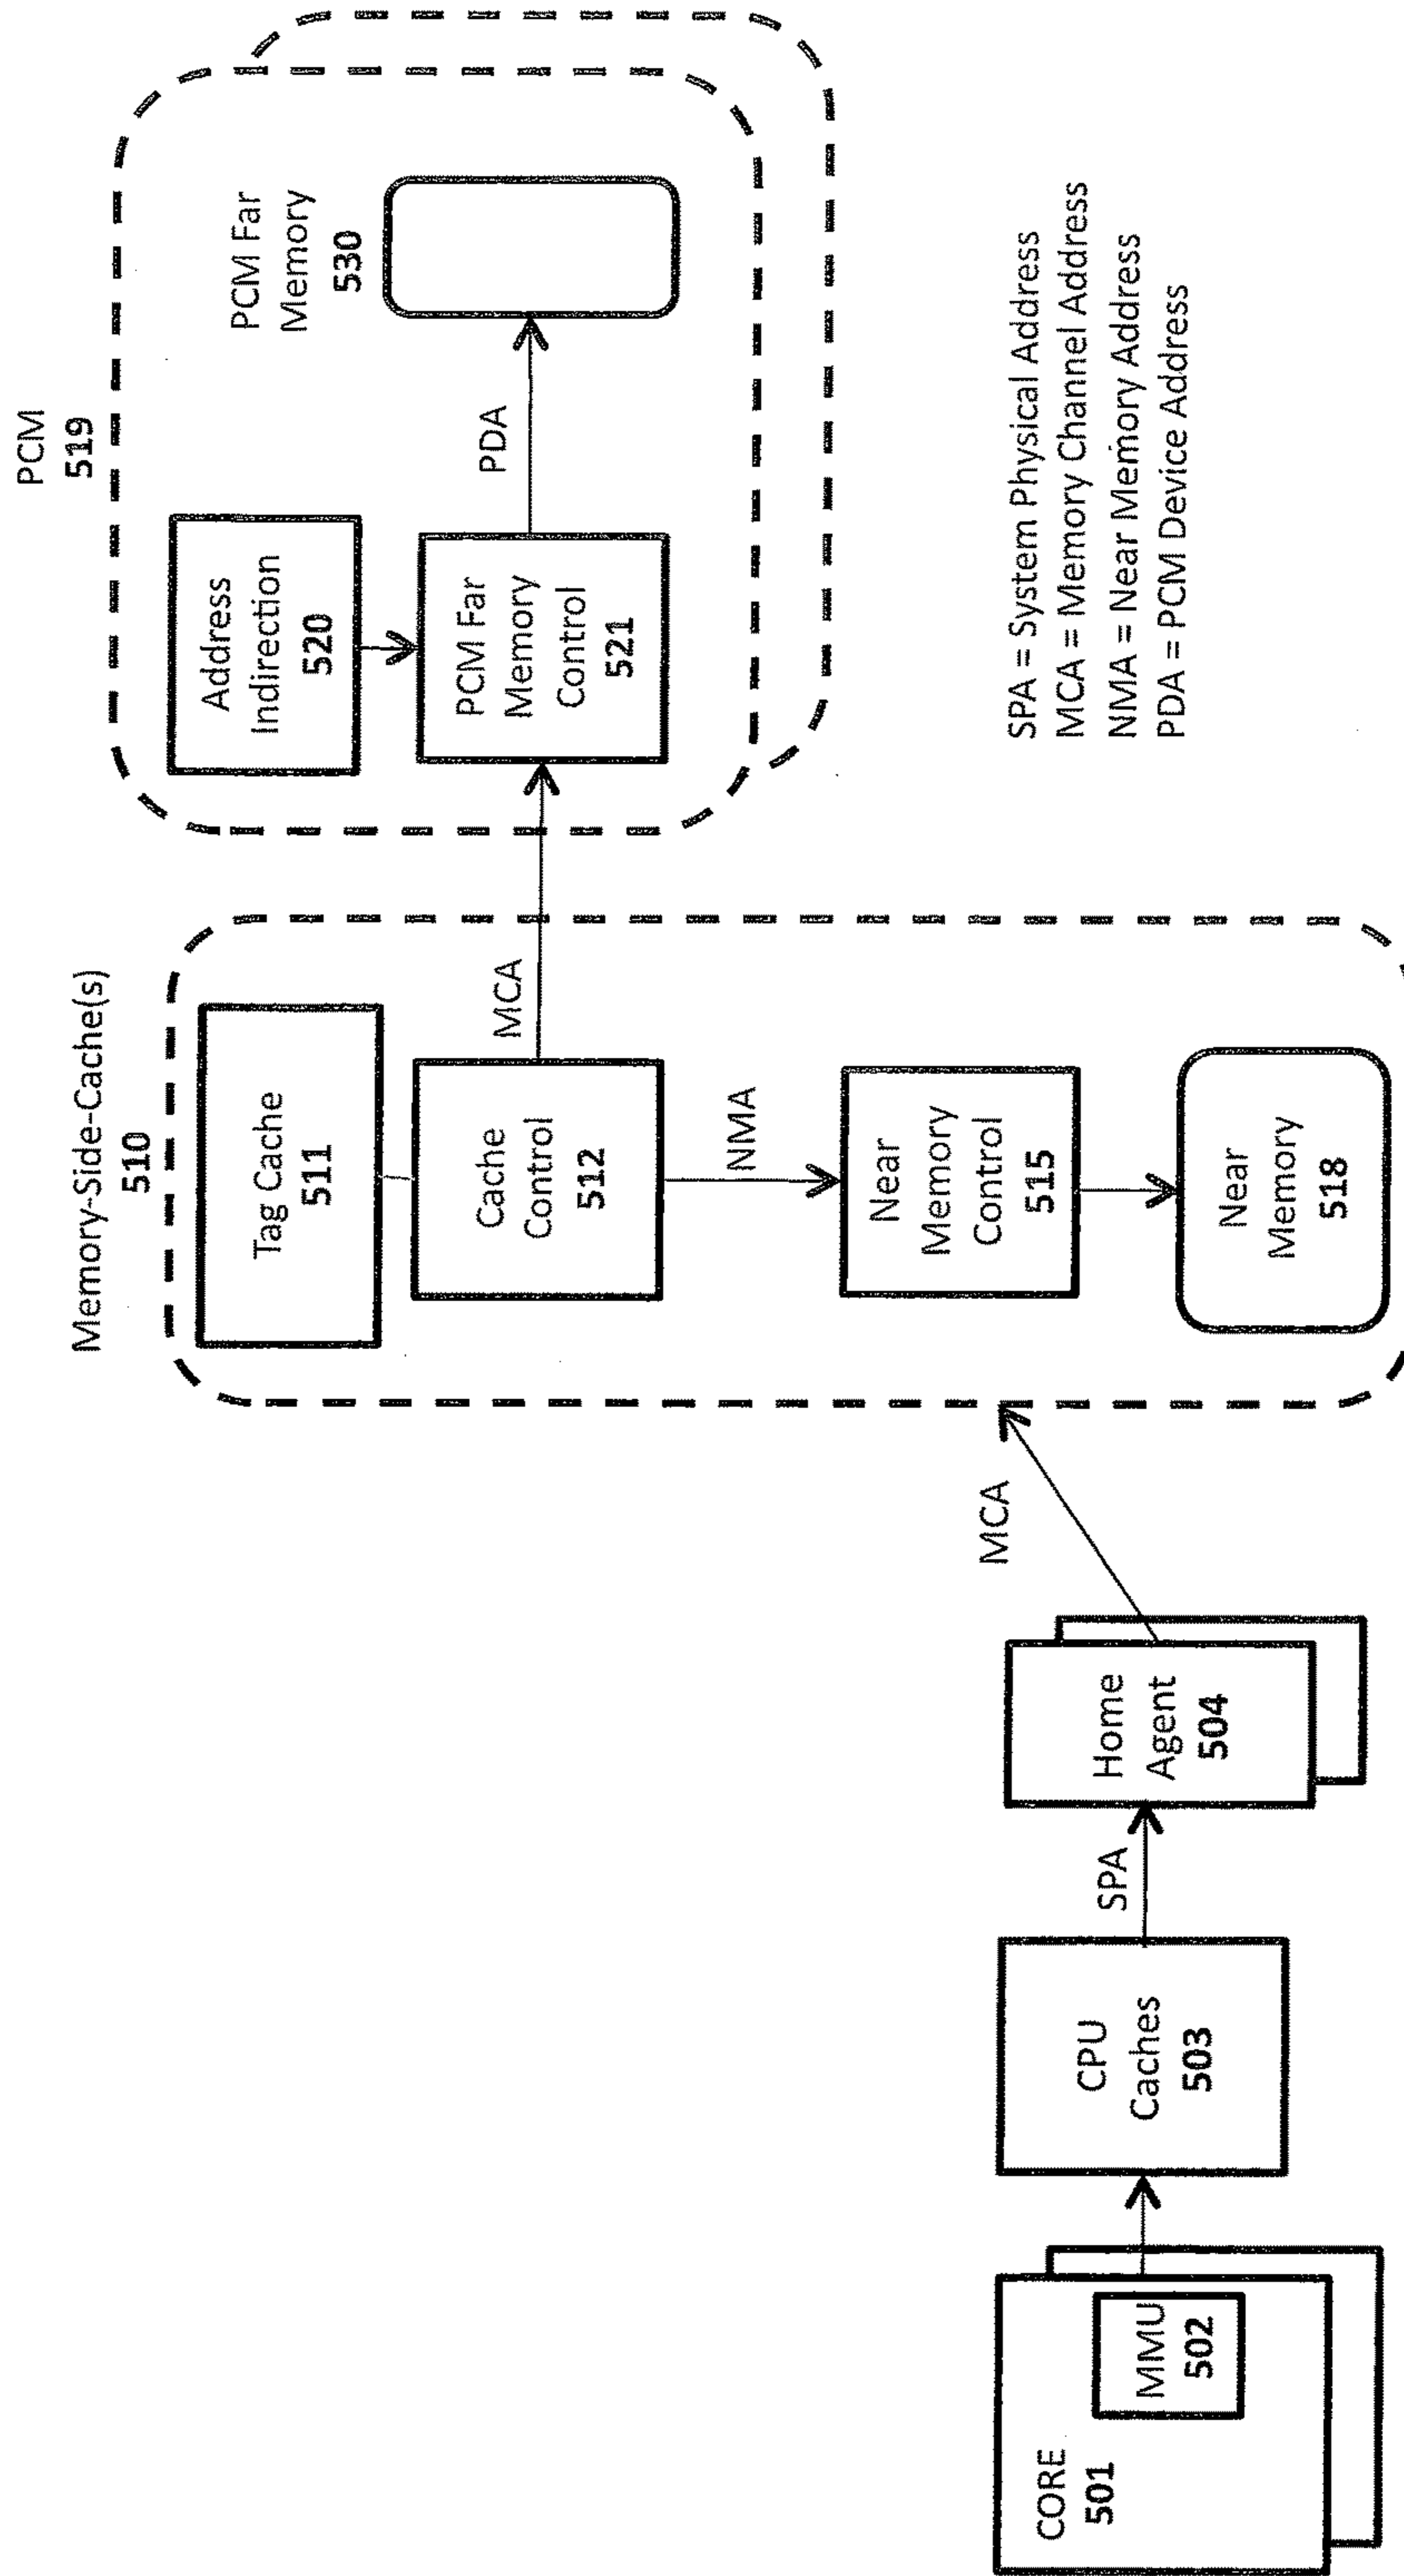 CORE
501
MMU
502
CPU
Caches
503
SPA
Home
Agent
504
MCA
Memory-Side-Cache(s)
510
Tag Cache
511
Cache
Control
512
MCA
NMA
Near
Memory
Control
515
Near
Memory
518
PCM
519
Address
Indirection
520
PCM Far
Memory
Control
521
PDA
PCM Far
Memory
530
SPA = System Physical Address
MCA = Memory Channel Address
NMA = Near Memory Address
PDA = PCM Device Address